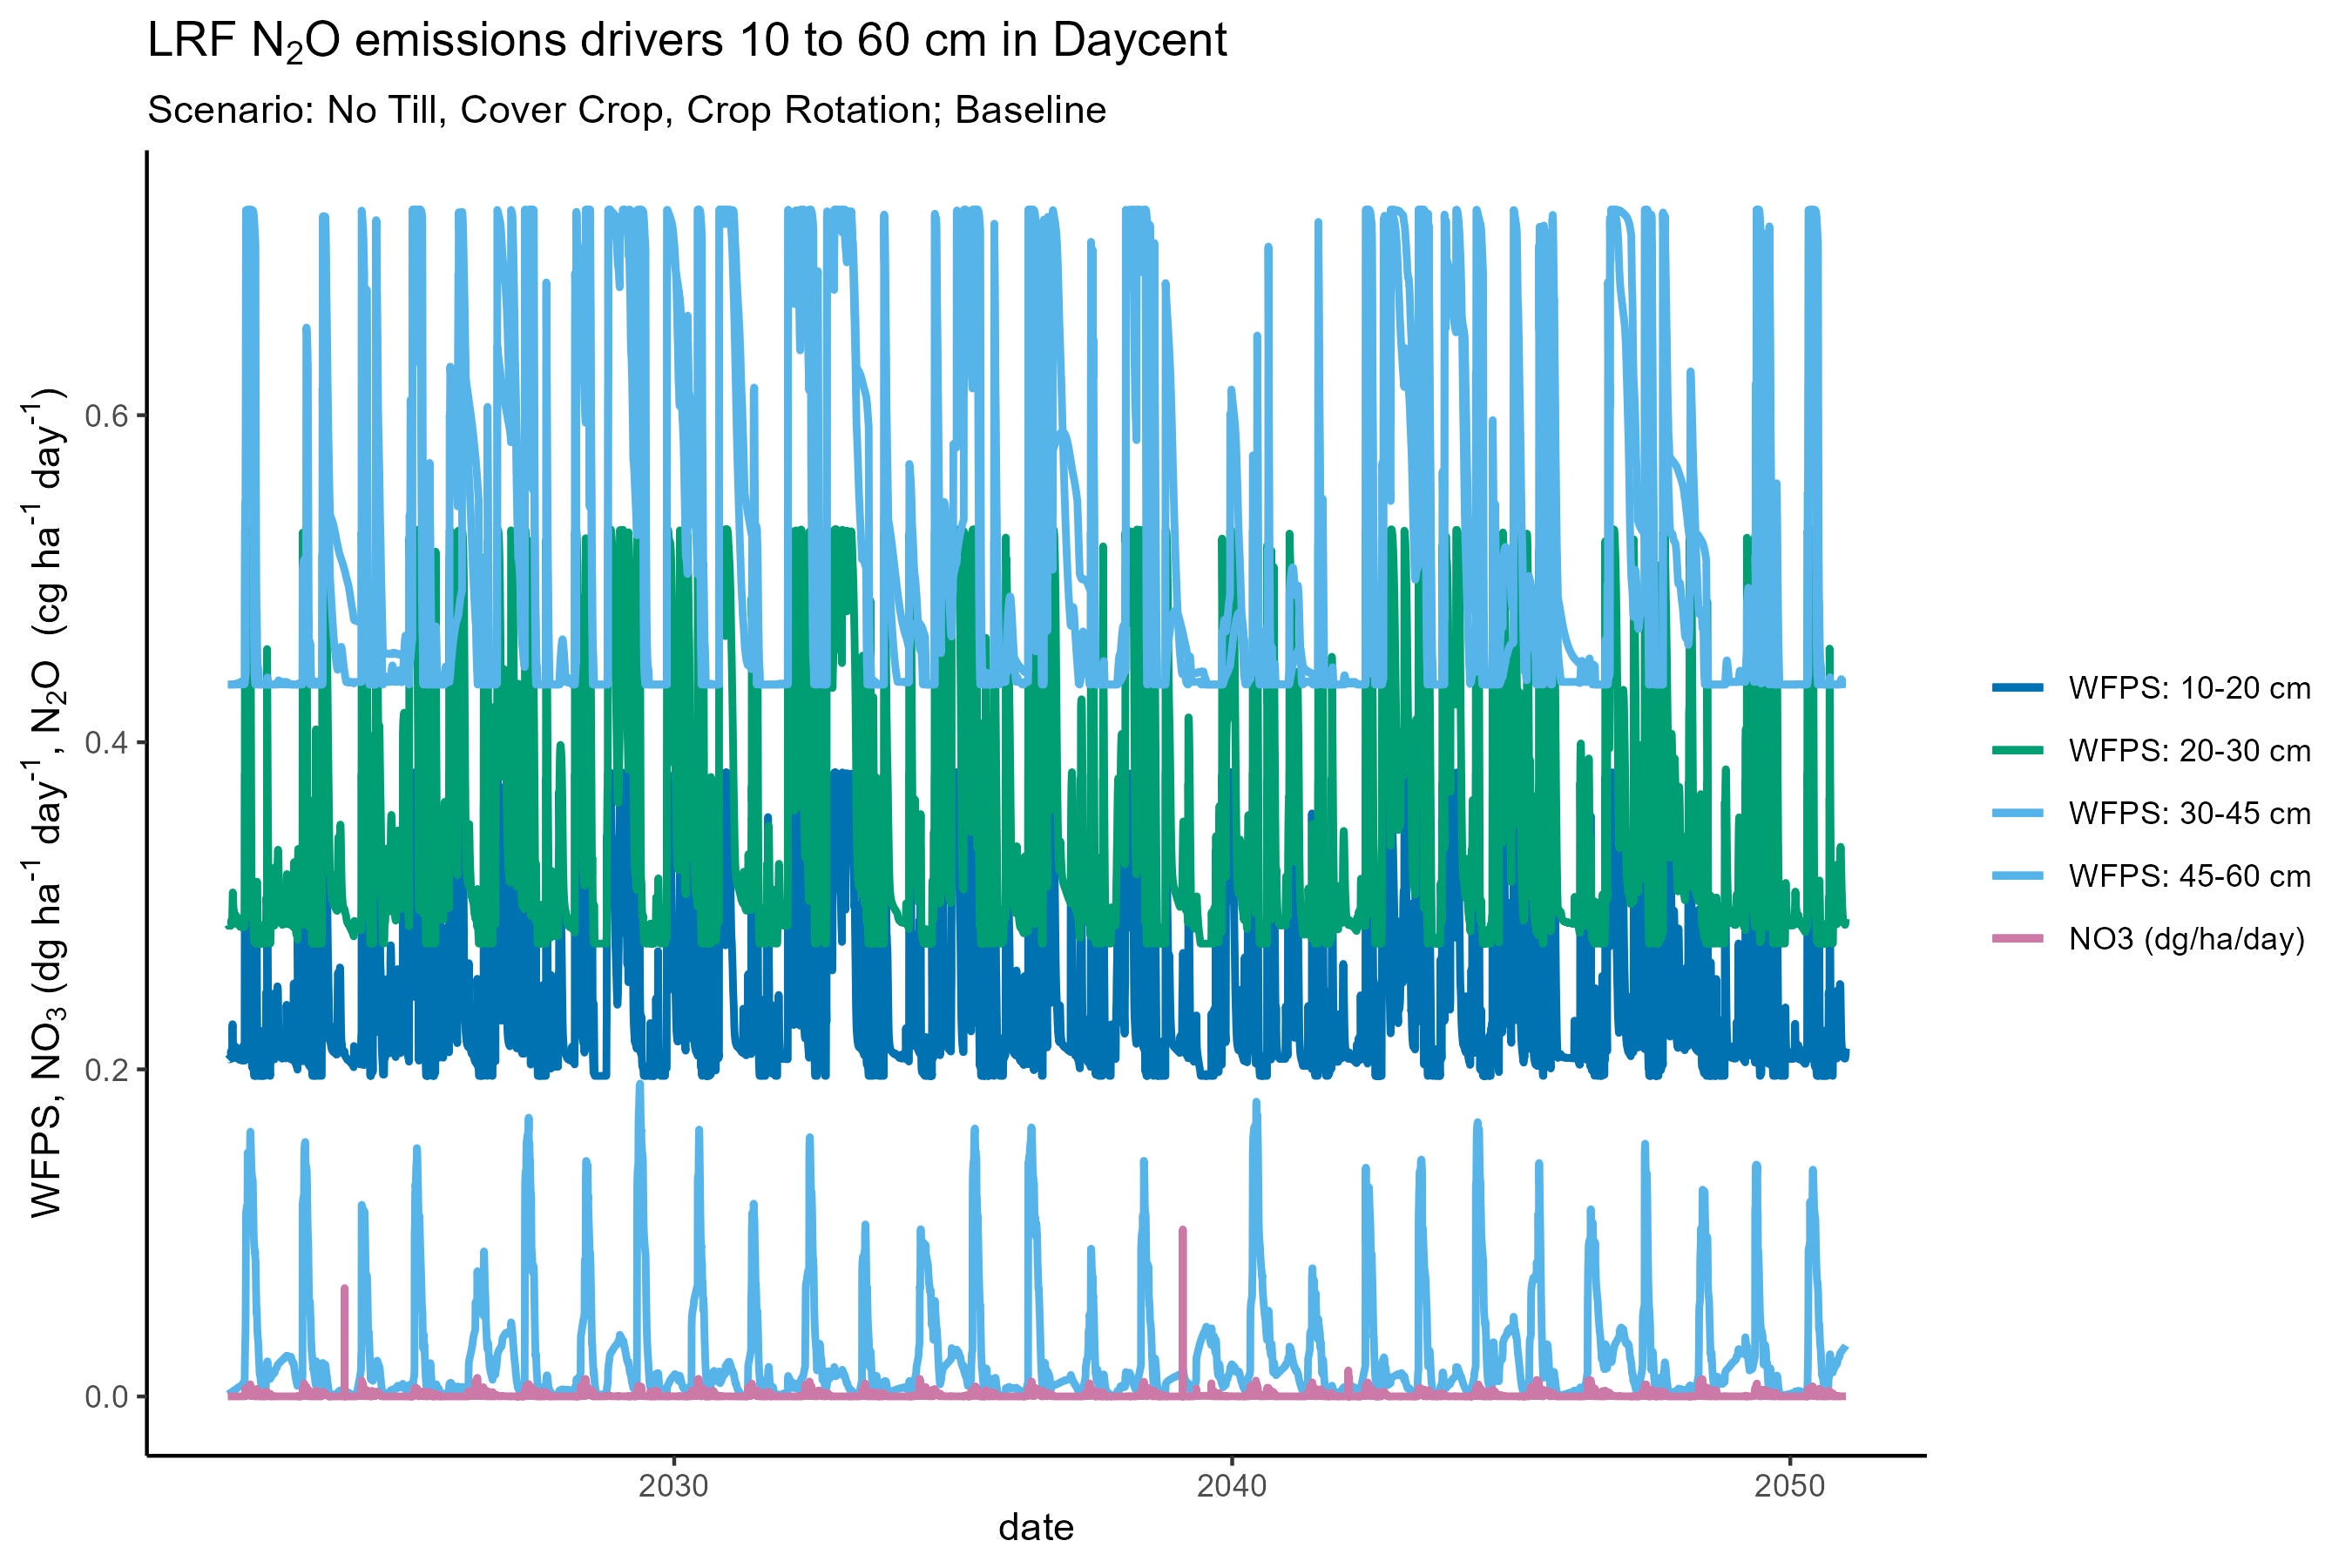 LRF N₂O emissions drivers 10 to 60 cm in Daycent
Scenario: No Till, Cover Crop, Crop Rotation; Baseline
WFPS, NO₃ (dg ha⁻¹ day⁻¹, N₂O (cg ha⁻¹ day⁻¹)
0.6
0.4
0.2
0.0
2030 2040 2050
date
WFPS: 10-20 cm
WFPS: 20-30 cm
WFPS: 30-45 cm
WFPS: 45-60 cm
NO3 (dg/ha/day)